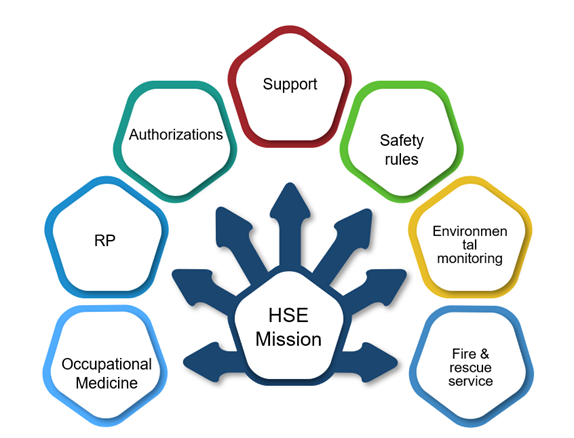 Support
Authorizations
Safety
rules
RP
Environmen
tal
monitoring
HSE
Mission
Occupational
Medicine
Fire &
rescue
service